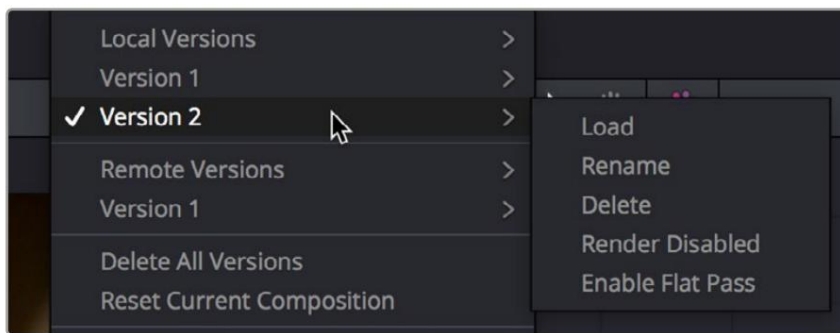 Local Versions
Version 1
Version 2
Remote Versions
Version 1
Delete All Versions
Reset Current Composition
Load
Rename
Delete
Render Disabled
Enable Flat Pass